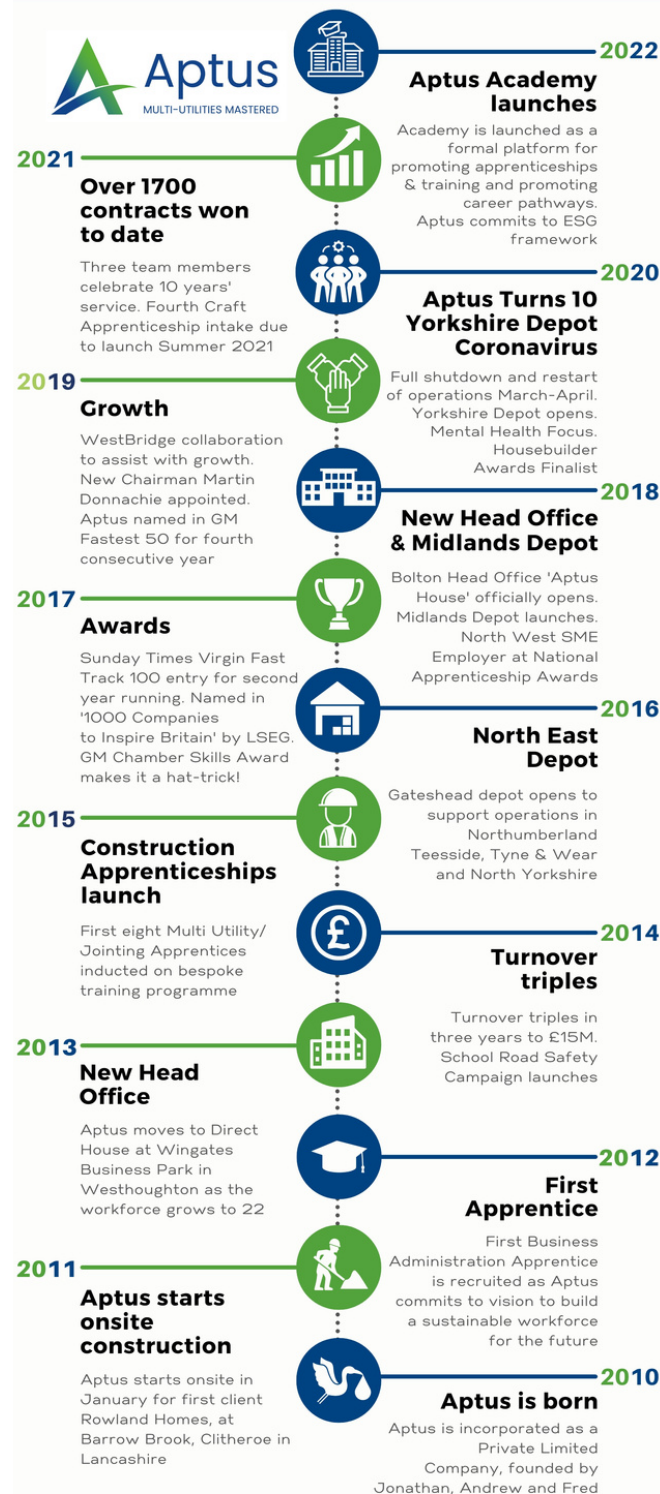 Aptus
MULTI-UTILITIES MASTERED
2022
Aptus Academy
launches
Academy is launched as a
formal platform for
promoting apprenticeships
& training and promoting
career pathways.
Aptus commits to ESG
framework
2021
Over 1700
contracts won
to date
Three team members
celebrate 10 years'
service. Fourth Craft
Apprenticeship intake due
to launch Summer 2021
2020
Aptus Turns 10
Yorkshire Depot
Coronavirus
Full shutdown and restart
of operations March-April.
Yorkshire Depot opens.
Mental Health Focus.
Housebuilder
Awards Finalist
2019
Growth
WestBridge collaboration
to assist with growth.
New Chairman Martin
Donnachie appointed.
Aptus named in GM
Fastest 50 for fourth
consecutive year
2018
New Head Office
& Midlands Depot
Bolton Head Office 'Aptus
House' officially opens.
Midlands Depot launches.
North West SME
Employer at National
Apprenticeship Awards
2017
Awards
Sunday Times Virgin Fast
Track 100 entry for second
year running. Named in
'1000 Companies
to Inspire Britain' by LSEG.
GM Chamber Skills Award
makes it a hat-trick!
2016
North East
Depot
Gateshead depot opens to
support operations in
Northumberland
Teesside, Tyne & Wear
and North Yorkshire
2015
Construction
Apprenticeships
launch
First eight Multi Utility/
Jointing Apprentices
inducted on bespoke
training programme
£
2014
Turnover
triples
Turnover triples in
three years to £15M.
School Road Safety
Campaign launches
2013
New Head
Office
Aptus moves to Direct
House at Wingates
Business Park in
Westhoughton as the
workforce grows to 22
2012
First
Apprentice
First Business
Administration Apprentice
is recruited as Aptus
commits to vision to build
a sustainable workforce
for the future
2011
Aptus starts
onsite
construction
Aptus starts onsite in
January for first client
Rowland Homes, at
Barrow Brook, Clitheroe in
Lancashire
2010
Aptus is born
Aptus is incorporated as a
Private Limited
Company, founded by
Jonathan, Andrew and Fred